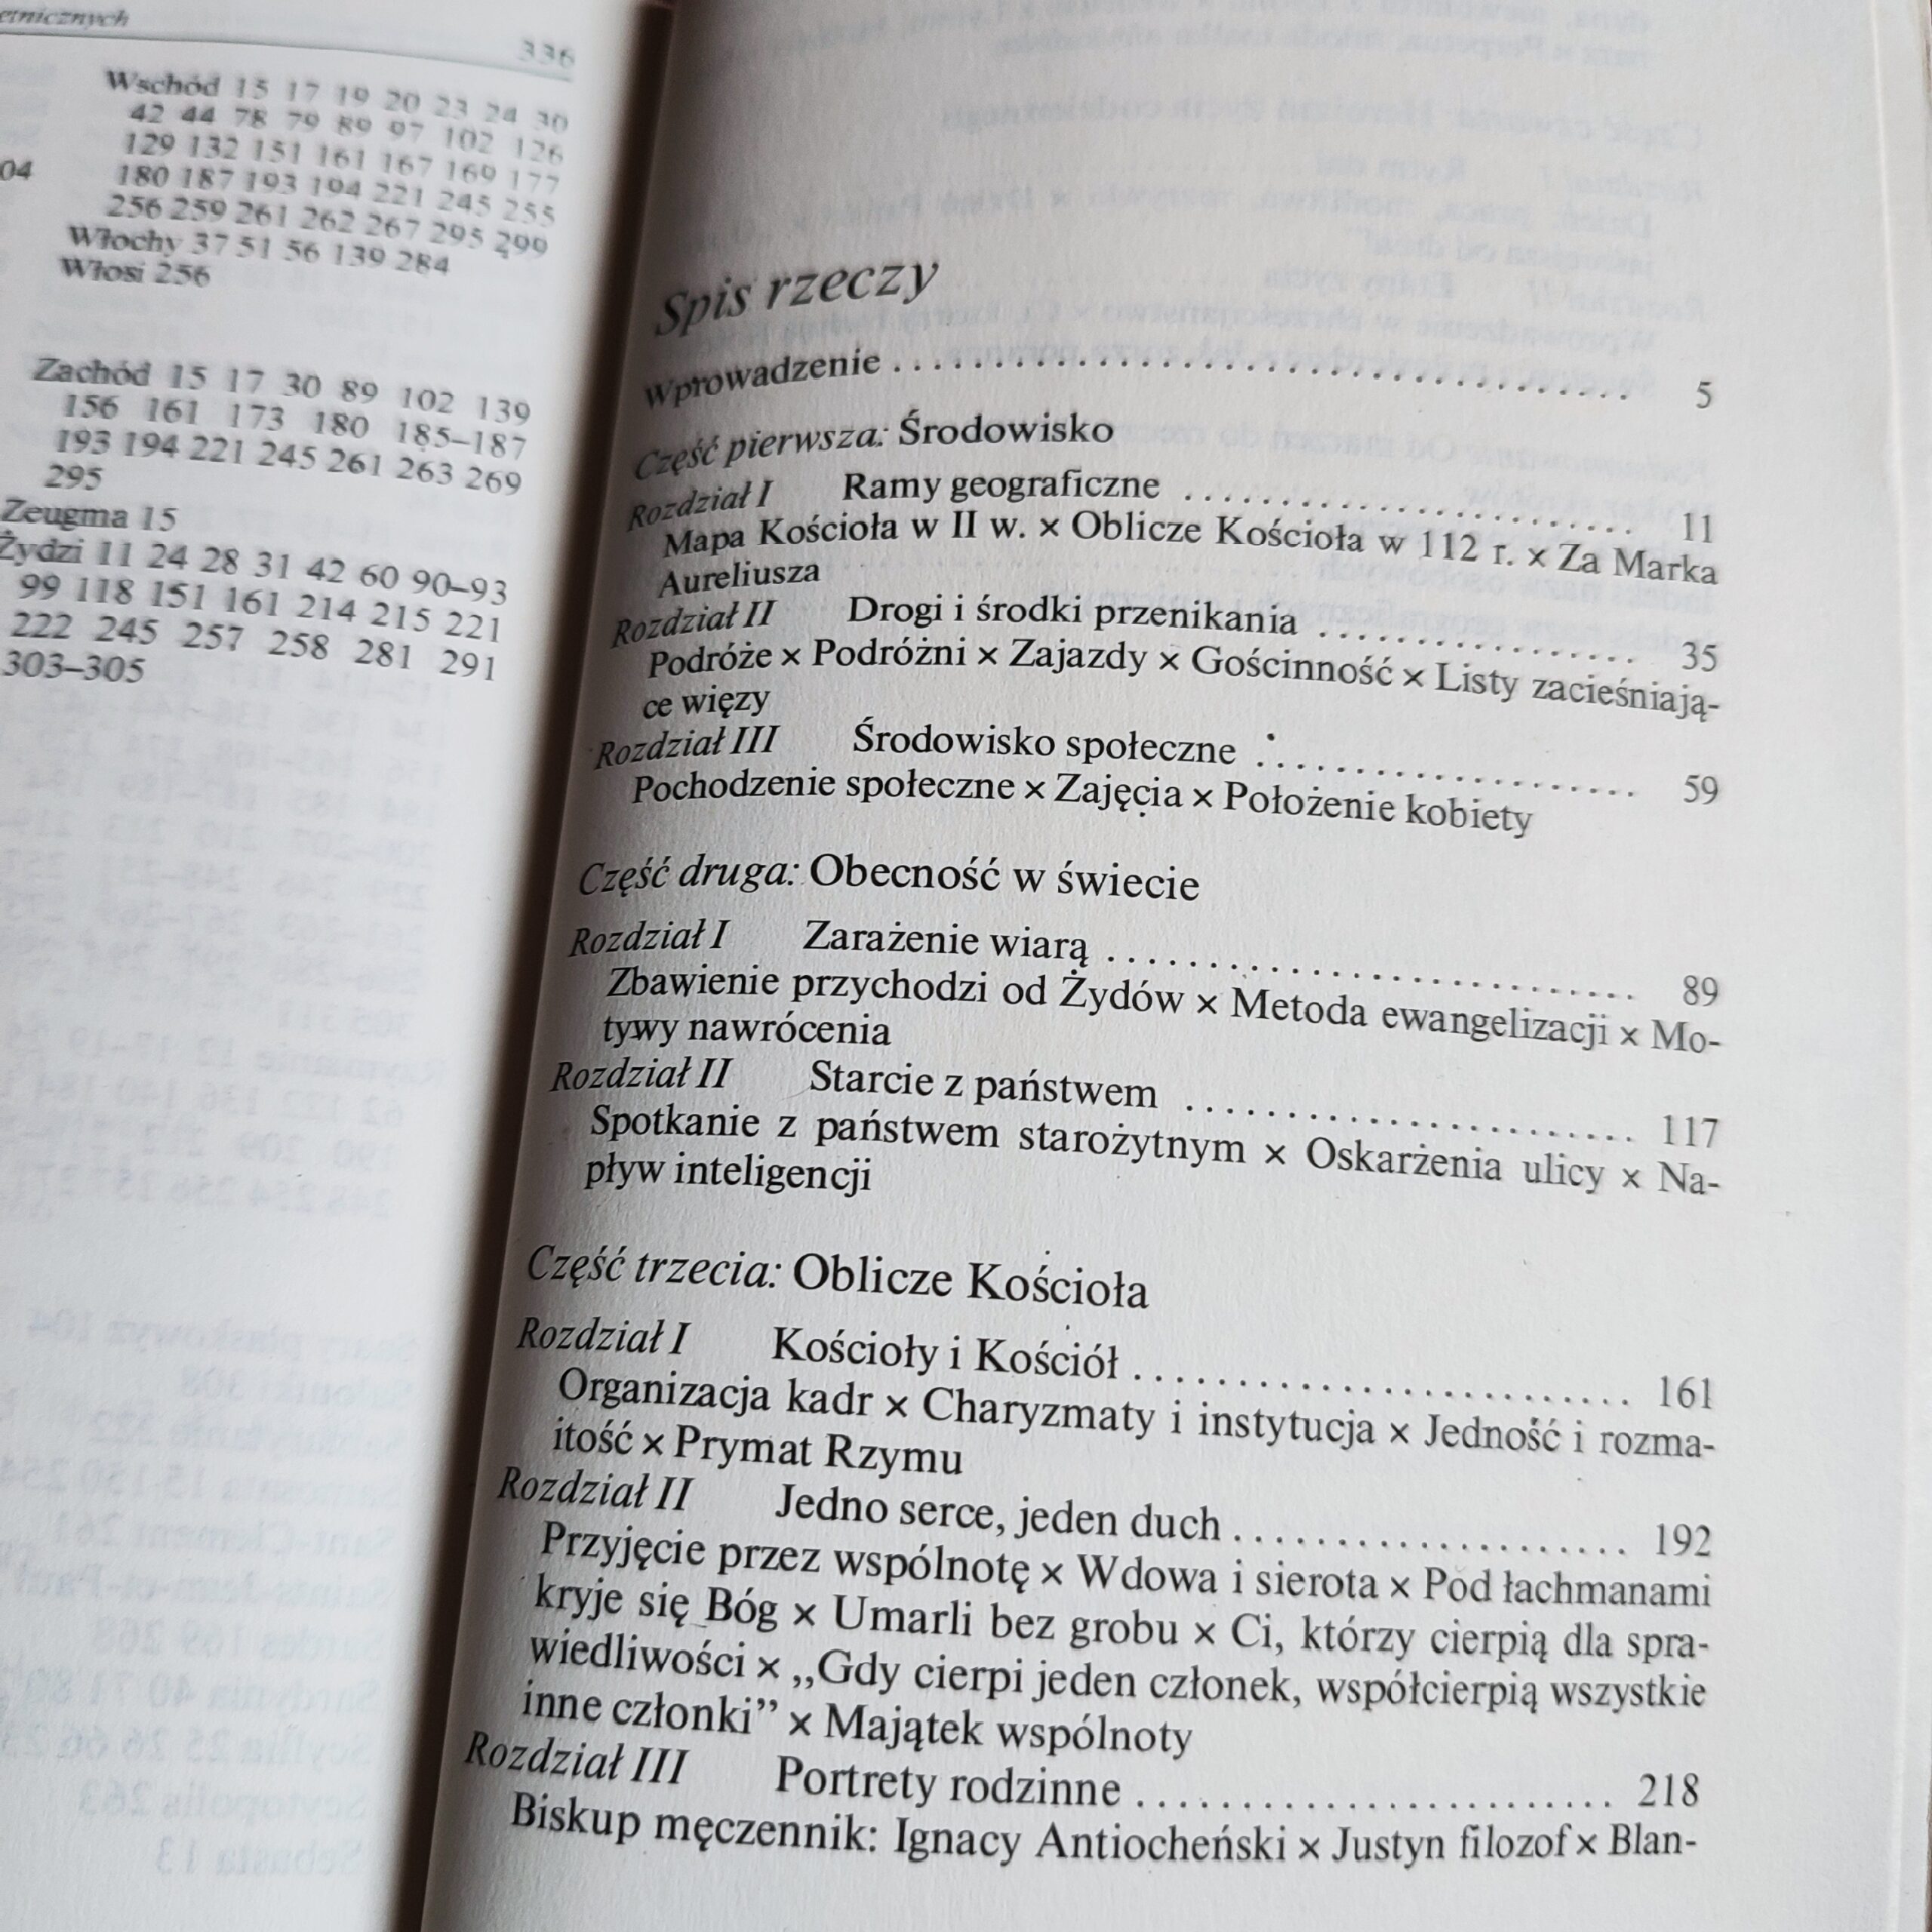 etnicznych
336
Wschód 15 17 19 20 23 24 30
42 44 78 79 89 97 102 126
129 132 151 161 167 169 177
180 187 193 194 221 245 255
256 259 261 262 267 295 299
Włochy 37 51 56 139 284
Włosi 256
04
Zachód 15 17 30 89 102 139
156 161 173 180 185–187
193 194 221 245 261 263 269
295
Zeugma 15
Żydzi 11 24 28 31 42 60 90–93
99 118 151 161 214 215 221
222 245 257 258 281 291
303–305
Spis rzeczy
Wprowadzenie . . . . . . . . . . . . . . . . . . . . . . . . . . . . . . . . . 5
Część pierwsza: Środowisko
Rozdział I Ramy geograficzne . . . . . . . . . . . . . . . . . . . . . . 11
Mapa Kościoła w II w. × Oblicze Kościoła w 112 r. × Za Marka
Aureliusza
Rozdział II Drogi i środki przenikania . . . . . . . . . . . . . . . . 35
Podróże × Podróżni × Zajazdy × Gościnność × Listy zacieśniają-
ce więzy
Rozdział III Środowisko społeczne . . . . . . . . . . . . . . . . . . . 59
Pochodzenie społeczne × Zajęcia × Położenie kobiety
Część druga: Obecność w świecie
Rozdział I Zarażenie wiarą . . . . . . . . . . . . . . . . . . . . . . . . . . 89
Zbawienie przychodzi od Żydów × Metoda ewangelizacji × Mo-
tywy nawrócenia
Rozdział II Starcie z państwem . . . . . . . . . . . . . . . . . . . . . . 117
Spotkanie z państwem starożytnym × Oskarżenia ulicy × Na-
pływ inteligencji
Część trzecia: Oblicze Kościoła
Rozdział I Kościoły i Kościół . . . . . . . . . . . . . . . . . . . . . . . . 161
Organizacja kadr × Charyzmaty i instytucja × Jedność i rozma-
itość × Prymat Rzymu
Rozdział II Jedno serce, jeden duch . . . . . . . . . . . . . . . . . . . 192
Przyjęcie przez wspólnotę × Wdowa i sierota × Pod łachmanami
kryje się Bóg × Umarli bez grobu × Ci, którzy cierpią dla spra-
wiedliwości × ,,Gdy cierpi jeden członek, współcierpią wszystkie
inne członki” × Majątek wspólnoty
Rozdział III Portrety rodzinne . . . . . . . . . . . . . . . . . . . . . . . 218
Biskup męczennik: Ignacy Antiocheński × Justyn filozof × Blan-